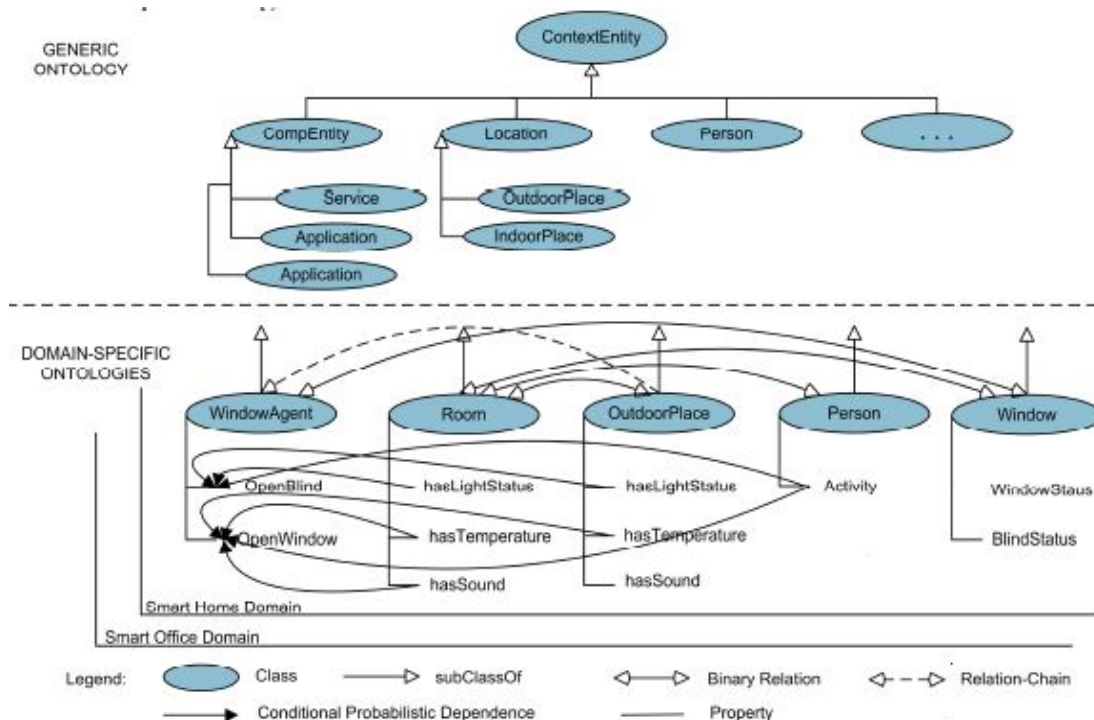 ContextEntity
GENERIC
ONTOLOGY
CompEntity
Location
Person
. . .
Service
OutdoorPlace
Application
IndoorPlace
Application
DOMAIN-SPECIFIC
ONTOLOGIES
WindowAgent
Room
OutdoorPlace
Person
Window
OpenBlind
hasLightStatus
hasLightStatus
Activity
WindowStaus
OpenWindow
hasTemperature
hasTemperature
BlindStatus
hasSound
hasSound
Smart Home Domain
Smart Office Domain
Legend:
Class
subClassOf
Binary Relation
Relation-Chain
Conditional Probabilistic Dependence
Property